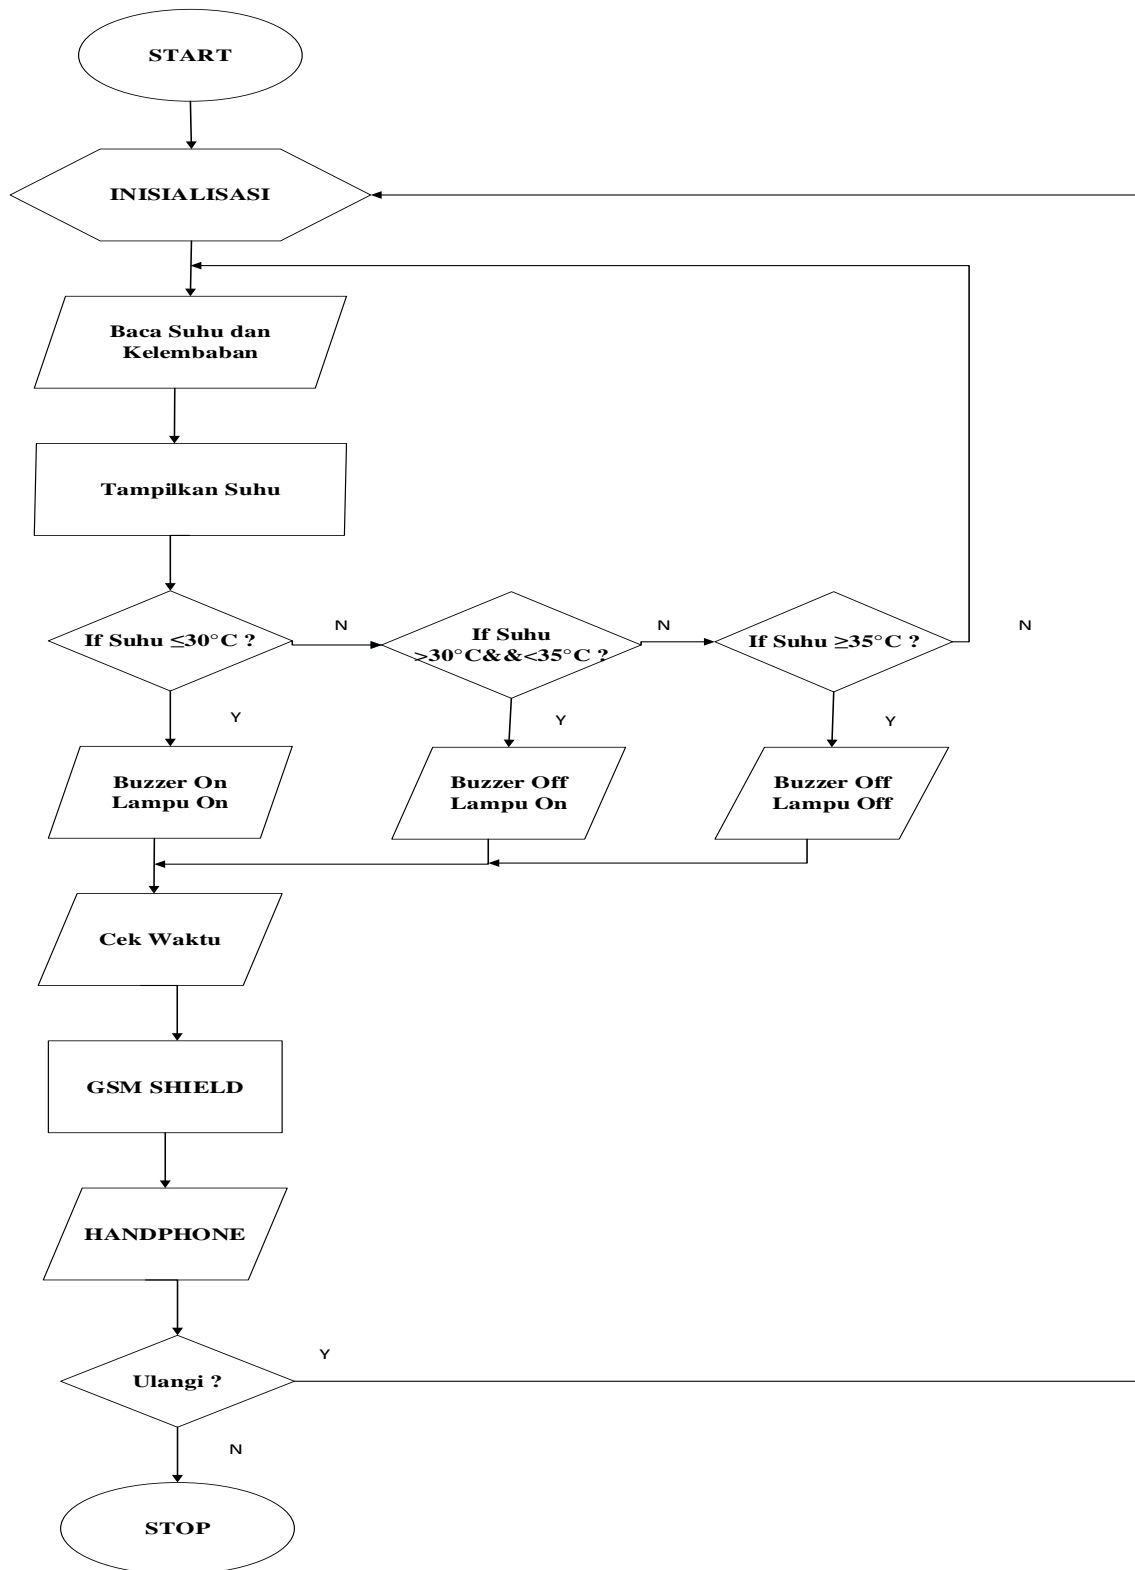 START
INISIALISASI
Baca Suhu dan
Kelembaban
Tampilkan Suhu
If Suhu ≤30°C ?
N
If Suhu
>30°C&&<35°C ?
N
If Suhu ≥35°C ?
N
Y
Y
Y
Buzzer On
Lampu On
Buzzer Off
Lampu On
Buzzer Off
Lampu Off
Cek Waktu
GSM SHIELD
HANDPHONE
Ulangi ?
Y
N
STOP